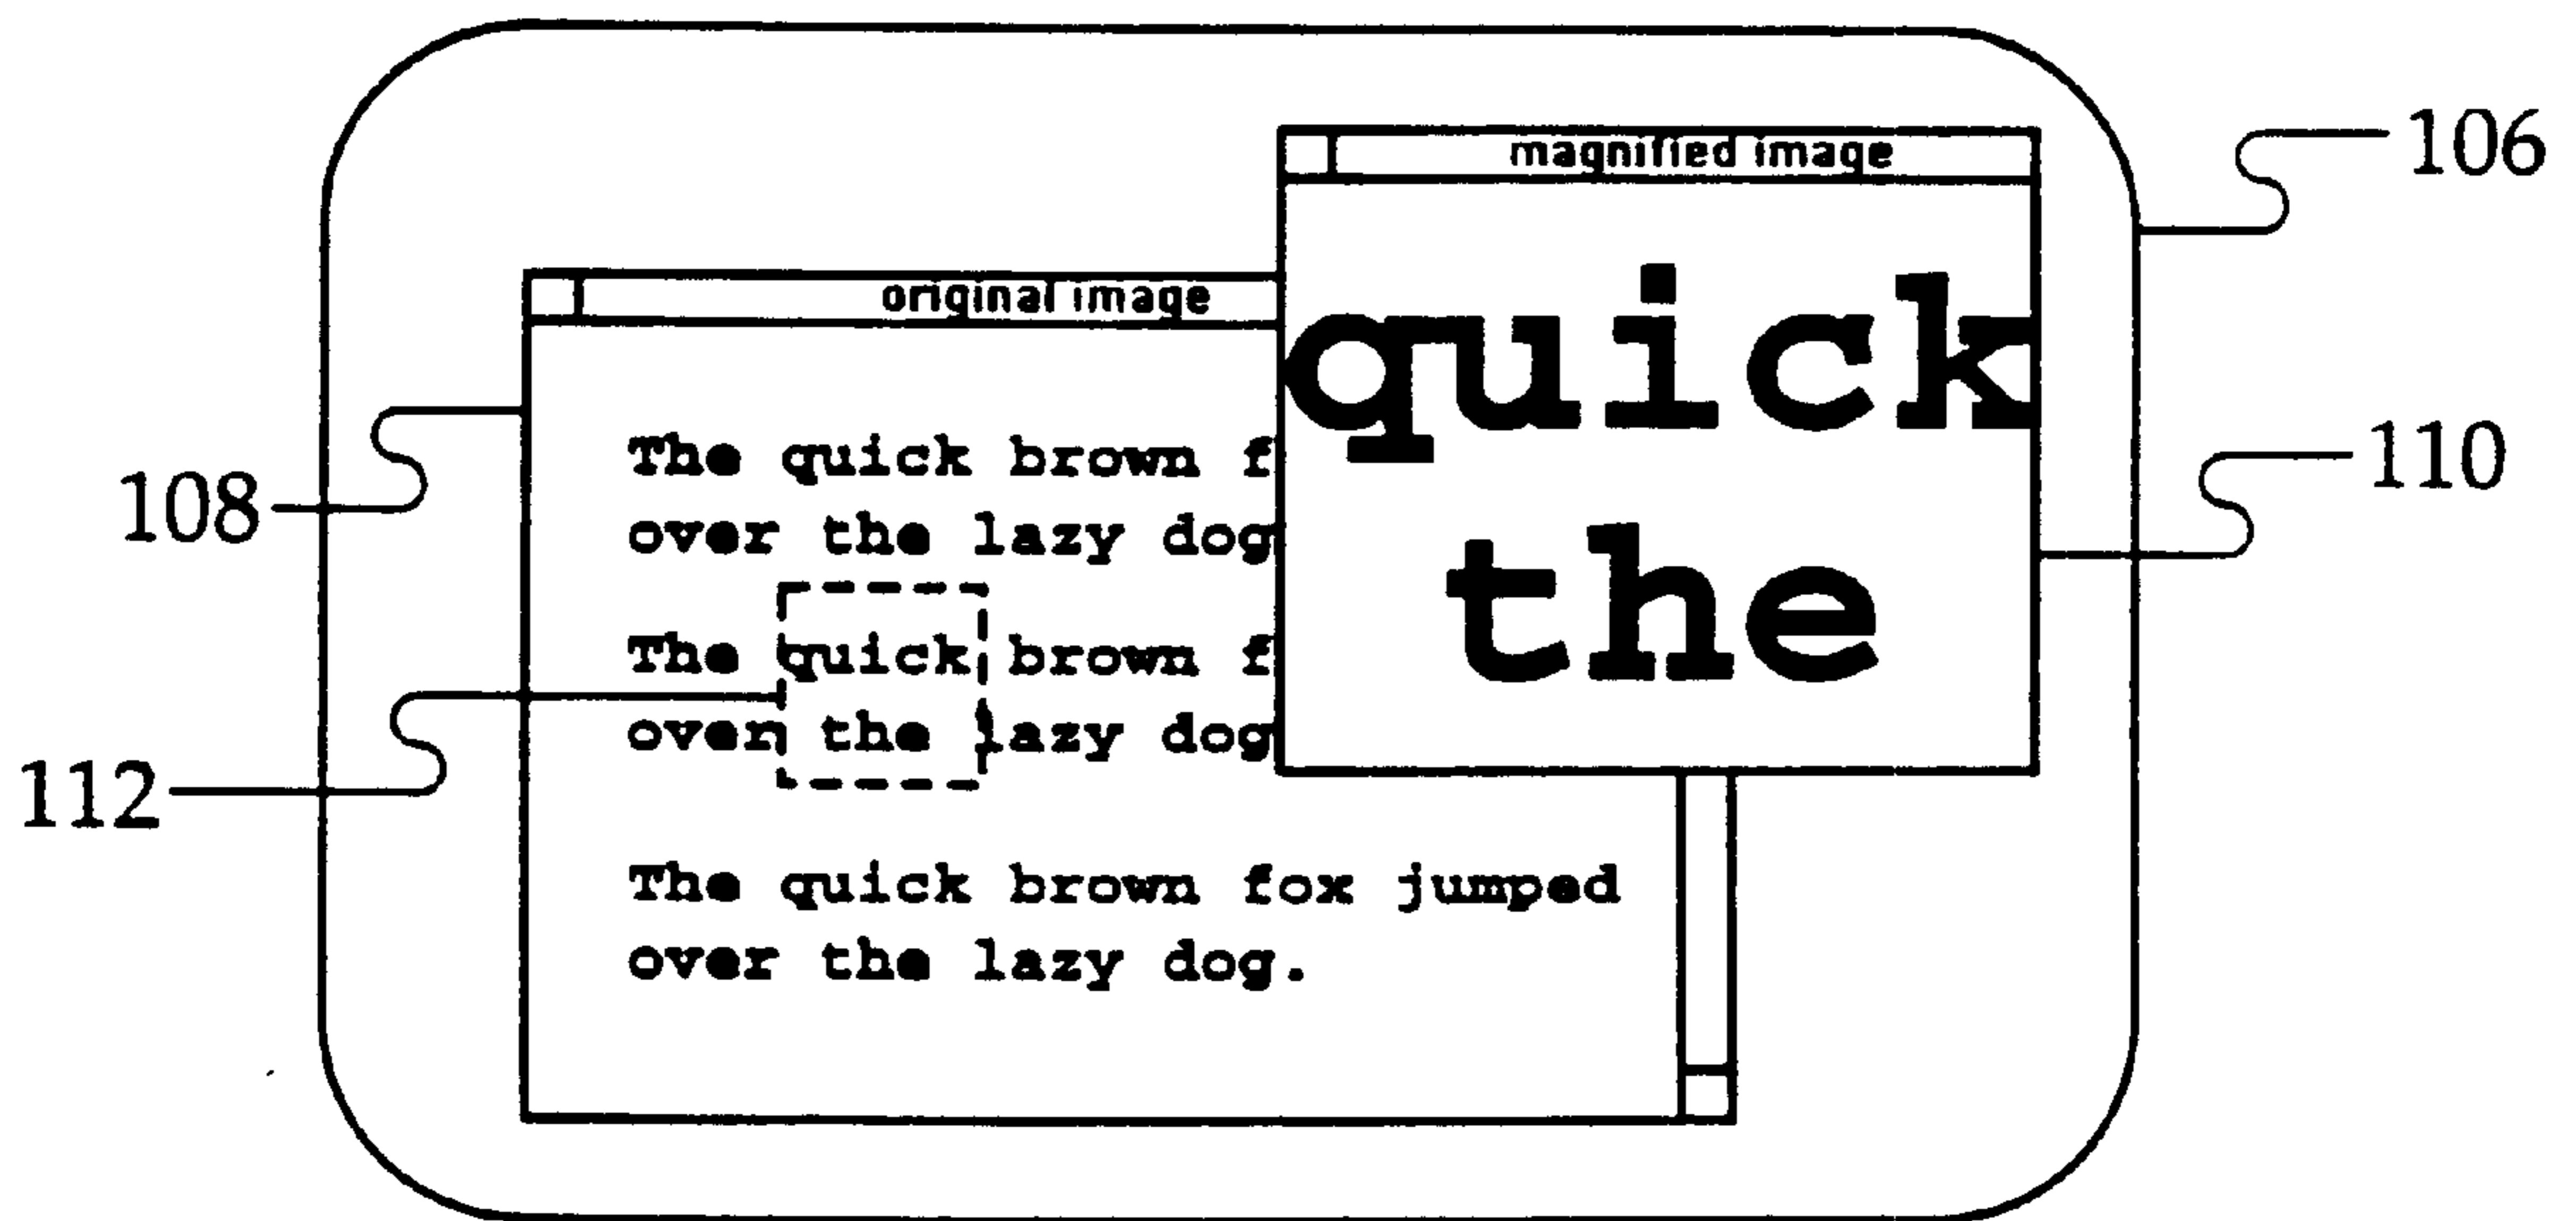 magnified image
106
original image
quick
the
108
110
112
The quick brown f
over the lazy dog
The quick brown f
over the lazy dog
The quick brown fox jumped
over the lazy dog.